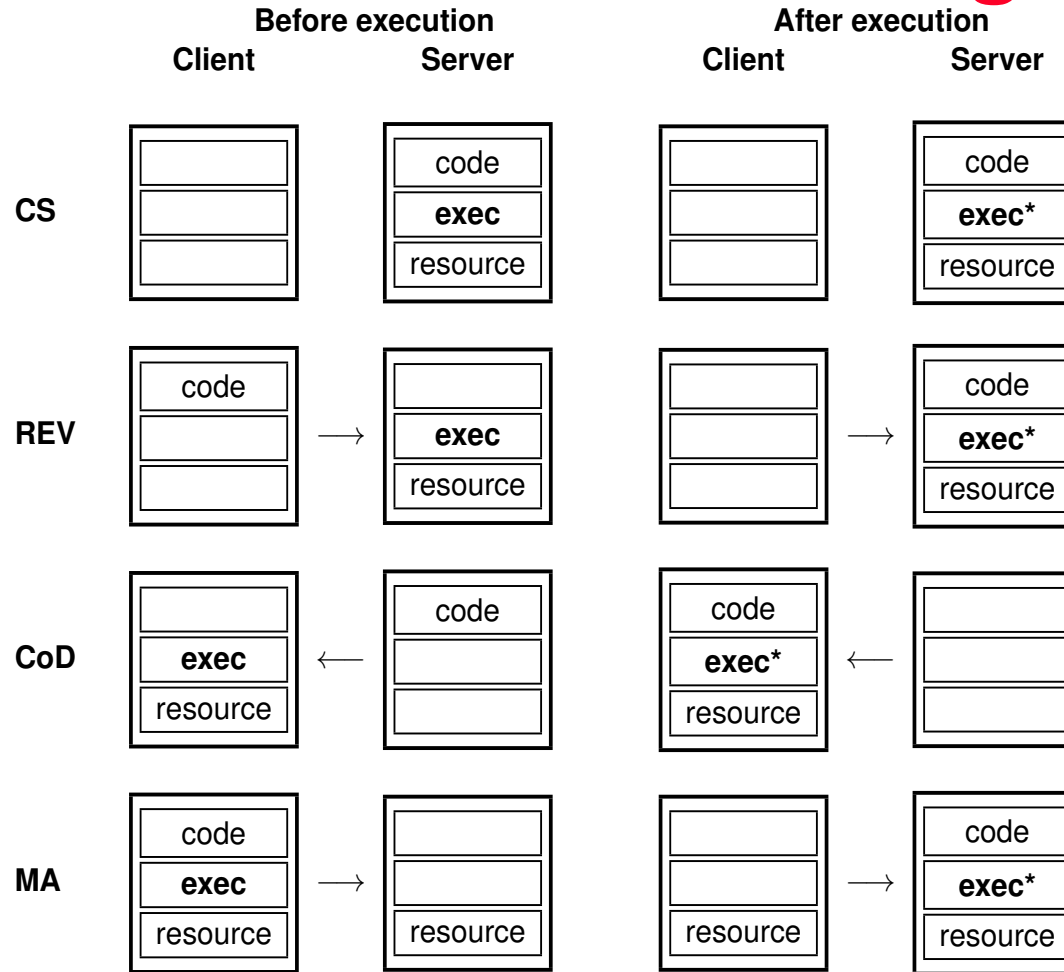 Before execution After execution
Client Server Client Server
code code
CS exec exec*
resource resource
code code
REV → exec → exec*
resource resource
code code
CoD exec ← exec* ←
resource resource
code code
MA exec → → exec*
resource resource resource resource